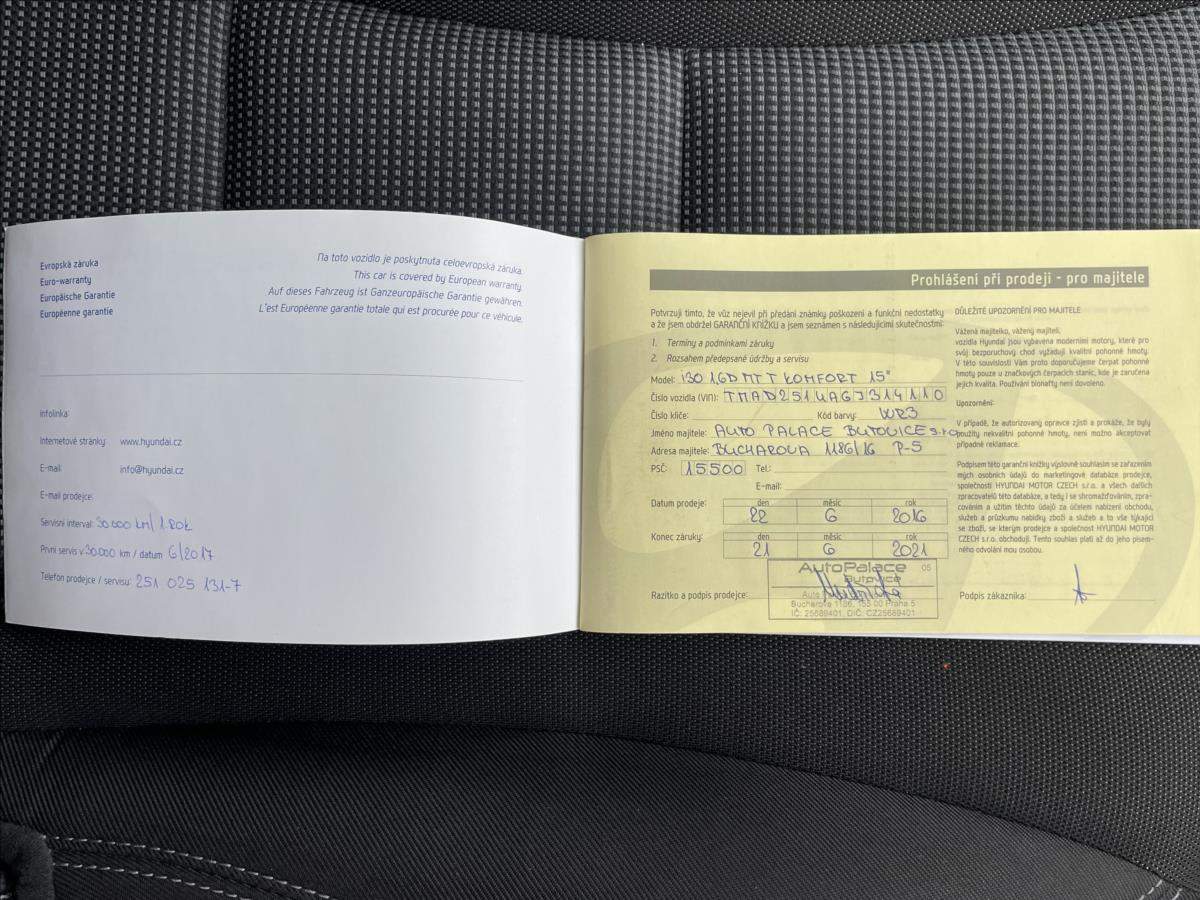 Evropská záruka
Euro-warranty
Europäische Garantie
Européenne garantie
Na toto vozidlo je poskytnuta celoevropská záruka.
This car is covered by European warranty.
Auf dieses Fahrzeug ist Ganzeuropäische Garantie gewähren.
L'est Européenne garantie totale qui est procurée pour ce véhicule.
Infolinka:
Internetové stránky: www.hyundai.cz
E-mail: info@hyundai.cz
E-mail prodejce:
Servisní interval: 30.000 km/ 1 ROK
První servis v 30.000 km / datum 6/2017
Telefon prodejce / servisu: 251 025 131-7
Prohlášení při prodeji - pro majitele
Potvrzuji tímto, že vůz nejevil při předání známky poškození a funkční nedostatky
a že jsem obdržel GARANČNÍ KNÍŽKU a jsem seznámen s následujícími skutečnostmi:
1. Termíny a podmínkami záruky
2. Rozsahem předepsané údržby a servisu
Model: I30 1,6D MT T KOMFORT 15"
Číslo vozidla (VIN): TMAD251UAGJ314110
Číslo klíče: Kód barvy: WR3
Jméno majitele: AUTO PALACE BUTOVICE s.r.o.
Adresa majitele: BUCHAROVA 1186/16 P-5
PSČ: 15500 Tel.:
E-mail:
Datum prodeje: den měsíc rok
22 6 2016
Konec záruky: den měsíc rok
21 6 2021
Razítko a podpis prodejce:
AutoPalace 05
Butovice
Auto
Bucharova 1186, 155 00 Praha 5
IČ: 25689401, DIČ: CZ25689401
DŮLEŽITÉ UPOZORNĚNÍ PRO MAJITELE
Vážená majitelko, vážený majiteli,
vozidla Hyundai jsou vybavena moderními motory, které pro
svůj bezporuchový chod vyžadují kvalitní pohonné hmoty.
V této souvislosti Vám proto doporučujeme čerpat pohonné
hmoty pouze u značkových čerpacích stanic, kde je zaručena
jejich kvalita. Používání bionafty není dovoleno.
Upozornění:
V případě, že autorizovaný opravce zjistí a prokáže, že byly
použity nekvalitní pohonné hmoty, není možno akceptovat
případné reklamace.
Podpisem této garanční knížky výslovně souhlasím se zařazením
mých osobních údajů do marketingové databáze prodejce,
společnosti HYUNDAI MOTOR CZECH s.r.o. a všech dalších
zpracovatelů této databáze, a tedy i se shromažďováním, zpra-
cováním a užitím těchto údajů za účelem nabízení obchodu,
služeb a průzkumu nabídky zboží a služeb a to vše týkající
se zboží, se kterým prodejce a společnost HYUNDAI MOTOR
CZECH s.r.o. obchodují. Tento souhlas platí až do jeho písem-
ného odvolání mou osobou.
Podpis zákazníka: